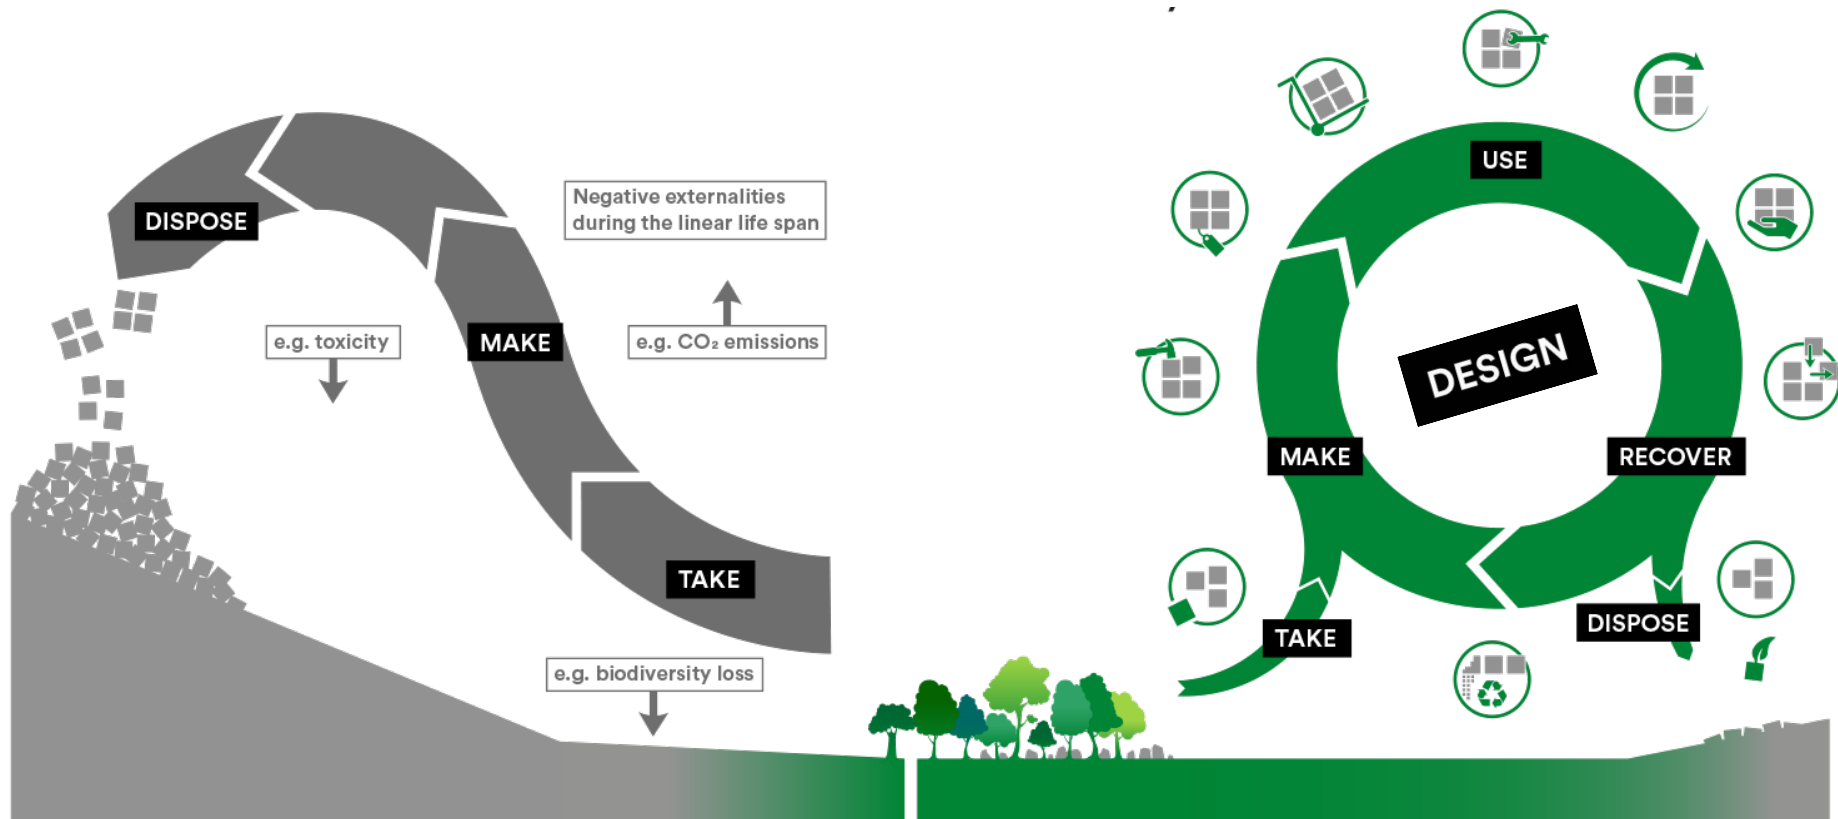 DISPOSE
Negative externalities
during the linear life span
e.g. toxicity
MAKE
e.g. CO₂ emissions
TAKE
e.g. biodiversity loss
USE
DESIGN
MAKE
RECOVER
TAKE
DISPOSE